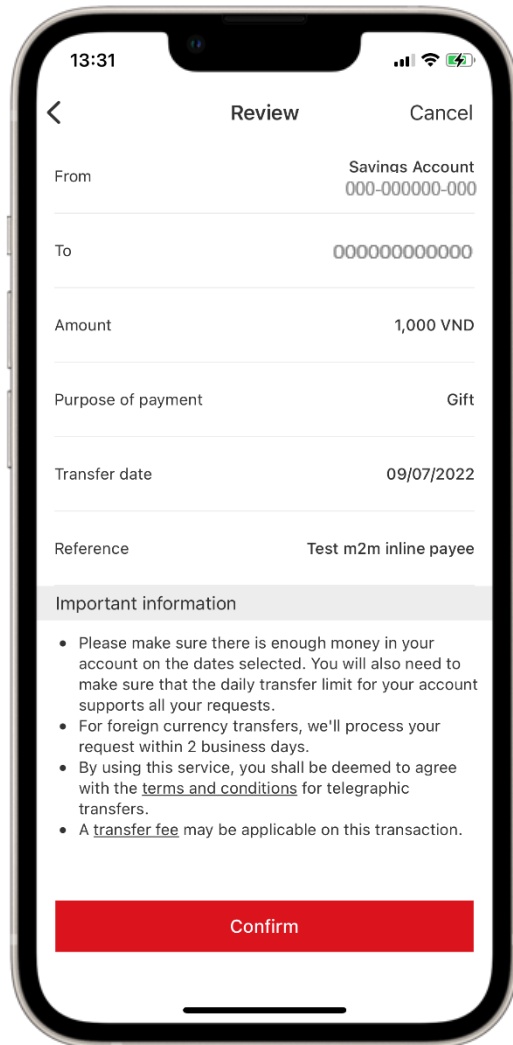 13:31
Review
Cancel
From
Savings Account
000-000000-000
To
000000000000
Amount
1,000 VND
Purpose of payment
Gift
Transfer date
09/07/2022
Reference
Test m2m inline payee
Important information
• Please make sure there is enough money in your
account on the dates selected. You will also need to
make sure that the daily transfer limit for your account
supports all your requests.
• For foreign currency transfers, we'll process your
request within 2 business days.
• By using this service, you shall be deemed to agree
with the terms and conditions for telegraphic
transfers.
• A transfer fee may be applicable on this transaction.
Confirm